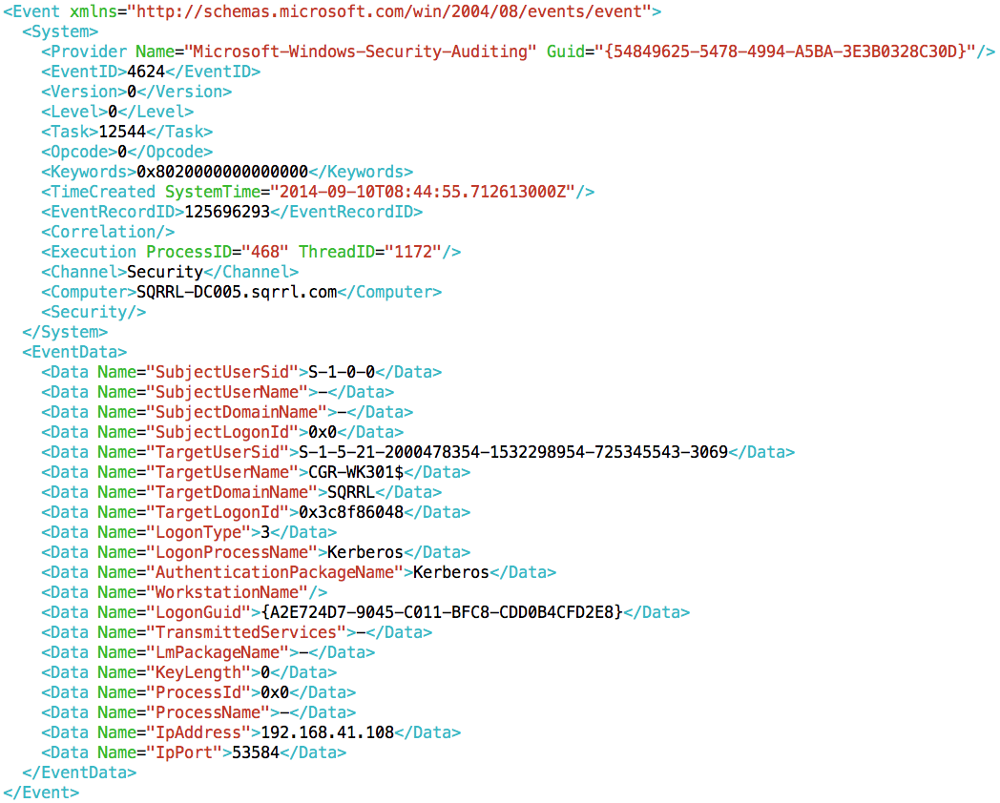 <Event xmlns="http://schemas.microsoft.com/win/2004/08/events/event">
<System>
<Provider Name="Microsoft-Windows-Security-Auditing" Guid="{54849625-5478-4994-A5BA-3E3B0328C30D}"/>
<EventID>4624</EventID>
<Version>0</Version>
<Level>0</Level>
<Task>12544</Task>
<Opcode>0</Opcode>
<Keywords>0x8020000000000000</Keywords>
<TimeCreated SystemTime="2014-09-10T08:44:55.712613000Z"/>
<EventRecordID>125696293</EventRecordID>
<Correlation/>
<Execution ProcessID="468" ThreadID="1172"/>
<Channel>Security</Channel>
<Computer>SQRRL-DC005.sqrrl.com</Computer>
<Security/>
</System>
<EventData>
<Data Name="SubjectUserSid">S-1-0-0</Data>
<Data Name="SubjectUserName">-</Data>
<Data Name="SubjectDomainName">-</Data>
<Data Name="SubjectLogonId">0x0</Data>
<Data Name="TargetUserSid">S-1-5-21-2000478354-1532298954-725345543-3069</Data>
<Data Name="TargetUserName">CGR-WK301$</Data>
<Data Name="TargetDomainName">SQRRL</Data>
<Data Name="TargetLogonId">0x3c8f86048</Data>
<Data Name="LogonType">3</Data>
<Data Name="LogonProcessName">Kerberos</Data>
<Data Name="AuthenticationPackageName">Kerberos</Data>
<Data Name="WorkstationName"/>
<Data Name="LogonGuid">{A2E724D7-9045-C011-BFC8-CDD0B4CFD2E8}</Data>
<Data Name="TransmittedServices">-</Data>
<Data Name="LmPackageName">-</Data>
<Data Name="KeyLength">0</Data>
<Data Name="ProcessId">0x0</Data>
<Data Name="ProcessName">-</Data>
<Data Name="IpAddress">192.168.41.108</Data>
<Data Name="IpPort">53584</Data>
</EventData>
</Event>